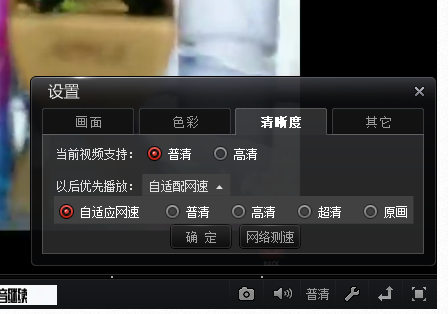 设置
画面 色彩 清晰度 其它
当前视频支持: 普清 高清
以后优先播放: 自适配网速
自适应网速 普清 高清 超清 原画
确 定 网络测速
普清